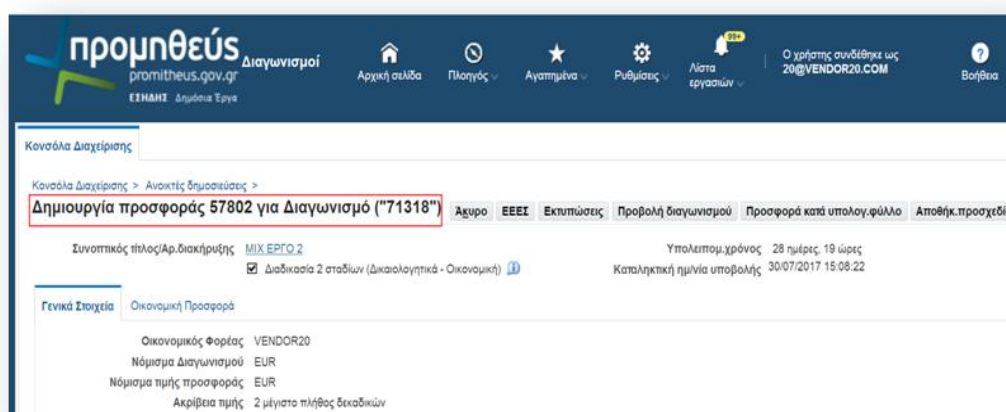 προμηθεύς Διαγωνισμοί
promitheus.gov.gr
ΕΣΗΔΗΣ Δημόσια Έργα
Αρχική σελίδα Πλοηγός Αγαπημένα Ρυθμίσεις 99+ Λίστα εργασιών Ο χρήστης συνδέθηκε ως 20@VENDOR20.COM ? Βοήθεια
Κονσόλα Διαχείρισης
Κονσόλα Διαχείρισης > Ανοικτές δημοσιεύσεις >
Δημιουργία προσφοράς 57802 για Διαγωνισμό ("71318") Άκυρο ΕΕΕΣ Εκτυπώσεις Προβολή διαγωνισμού Προσφορά κατά υπολογ.φύλλο Αποθήκ.προσχεδί
Συνοπτικός τίτλος/Αρ.διακήρυξης ΜΙΧ ΕΡΓΟ 2 Υπολειπομ.χρόνος 28 ημέρες, 19 ώρες
Διαδικασία 2 σταδίων (Δικαιολογητικά - Οικονομική) Καταληκτική ημ/νία υποβολής 30/07/2017 15:08:22
Γενικά Στοιχεία Οικονομική Προσφορά
Οικονομικός Φορέας VENDOR20
Νόμισμα Διαγωνισμού EUR
Νόμισμα τιμής προσφοράς EUR
Ακρίβεια τιμής 2 μέγιστο πλήθος δεκαδικών